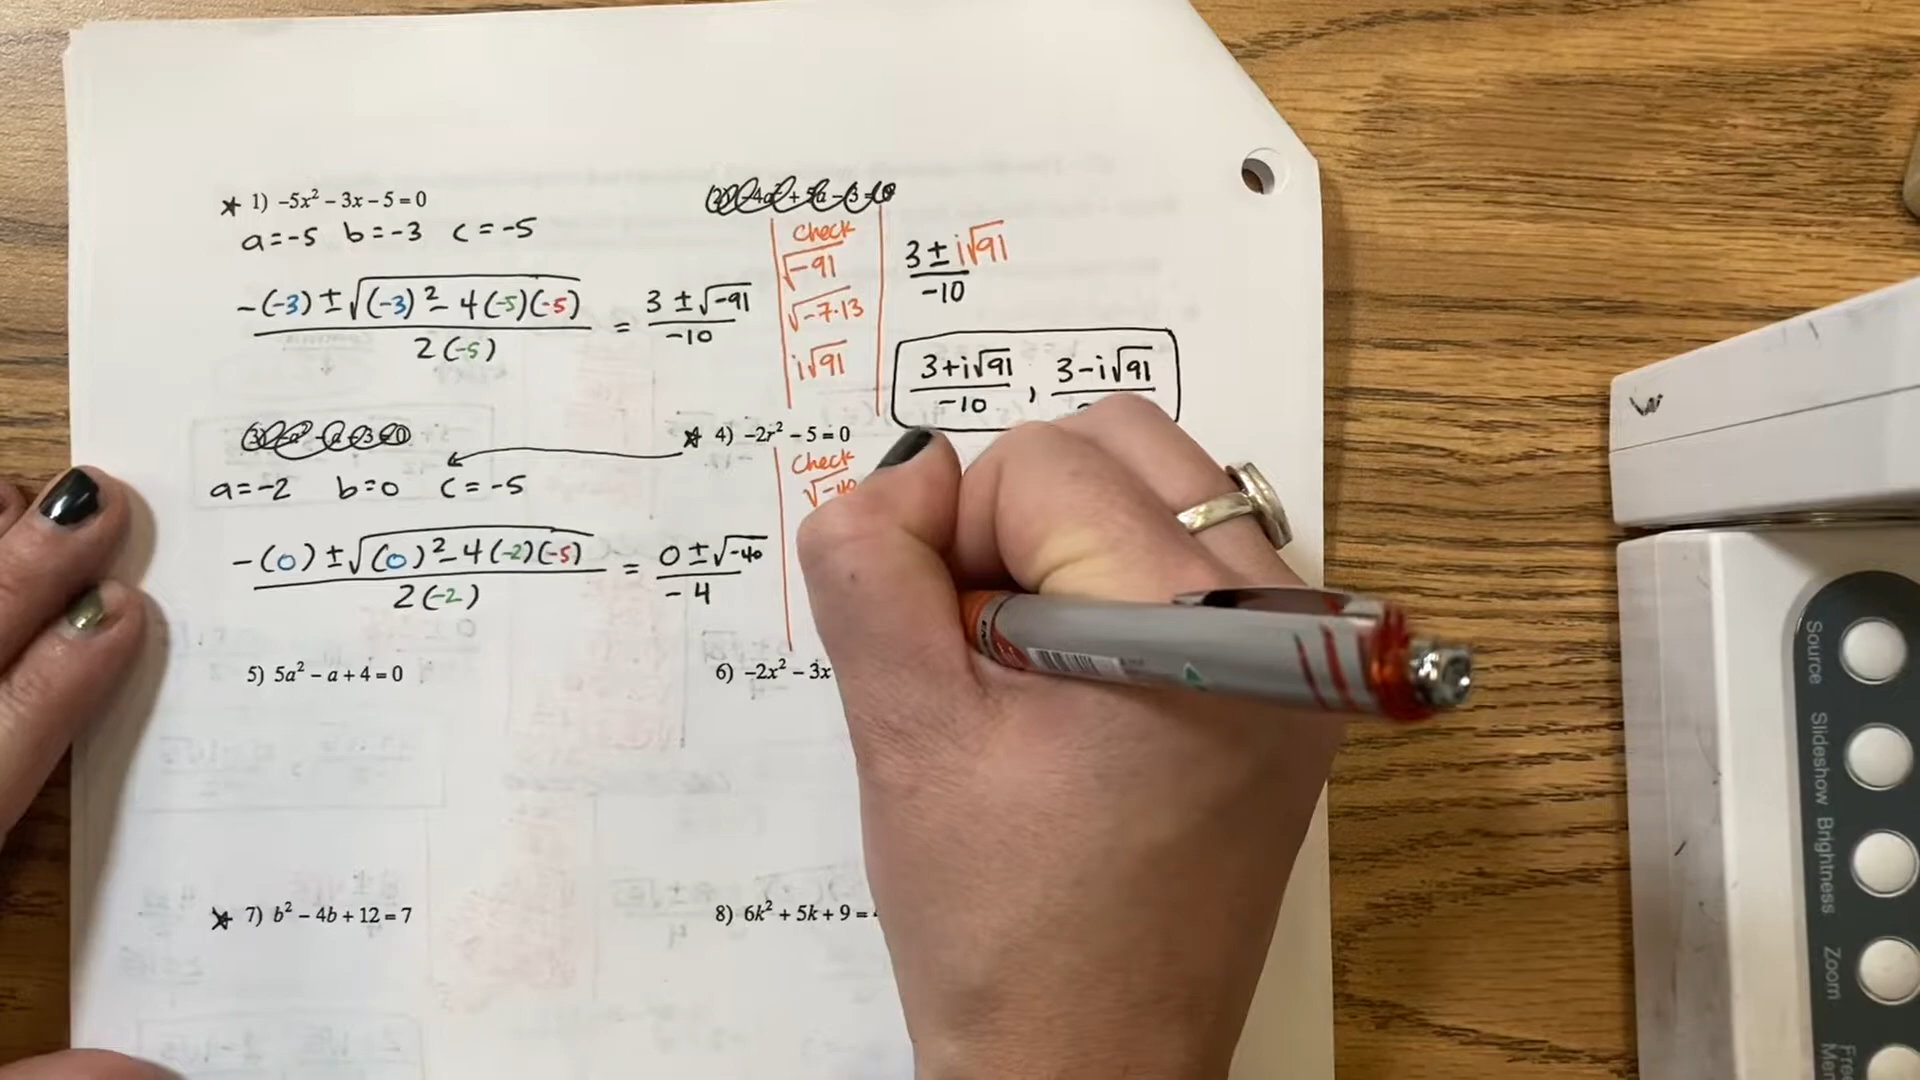 1) -5x² - 3x - 5 = 0
a = -5 b = -3 c = -5
-(-3) ± √(-3)² - 4(-5)(-5)
2(-5)
= 3 ± √-91
-10
check
√-91
√-7·13
i√91
3 ± i√91
-10
3+i√91 , 3-i√91
-10
4) -2r² - 5 = 0
a = -2 b = 0 c = -5
-(0) ± √(0)² - 4(-2)(-5)
2(-2)
= 0 ± √-40
-4
check
√-40
5) 5a² - a + 4 = 0
6) -2x² - 3x
7) b² - 4b + 12 = 7
8) 6k² + 5k + 9 =
W
Source
Slideshow
Brightness
Zoom